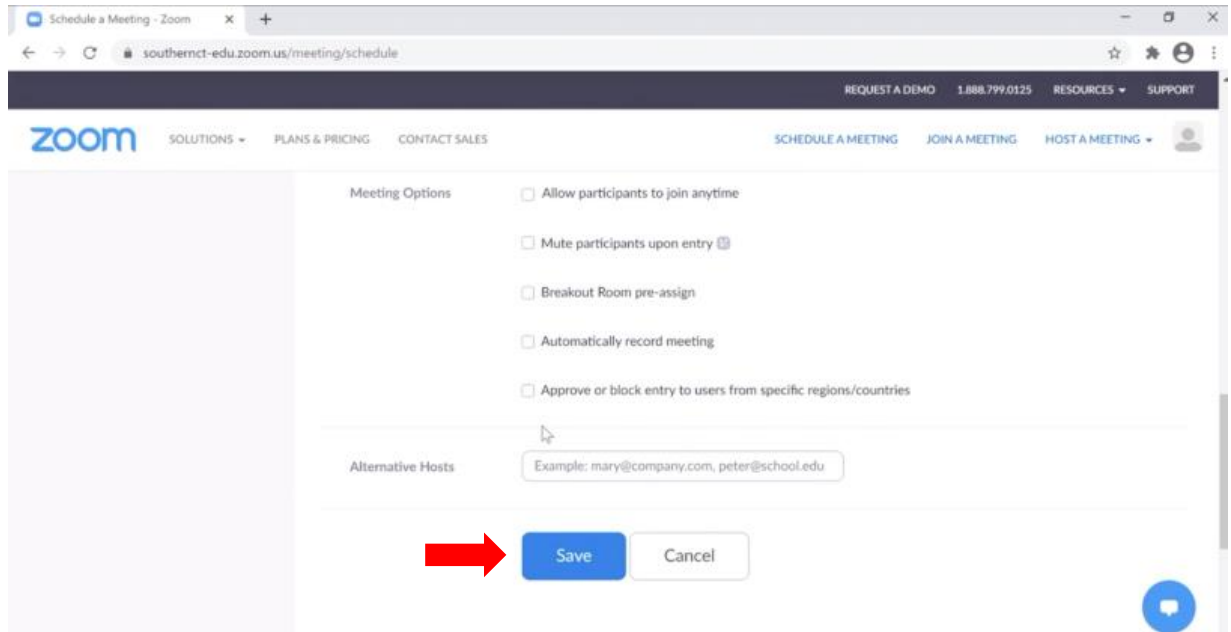 Schedule a Meeting - Zoom
southernct-edu.zoom.us/meeting/schedule
REQUEST A DEMO 1.888.799.0125 RESOURCES SUPPORT
zoom SOLUTIONS PLANS & PRICING CONTACT SALES SCHEDULE A MEETING JOIN A MEETING HOST A MEETING
Meeting Options Allow participants to join anytime
Mute participants upon entry
Breakout Room pre-assign
Automatically record meeting
Approve or block entry to users from specific regions/countries
Alternative Hosts Example: mary@company.com, peter@school.edu
Save Cancel